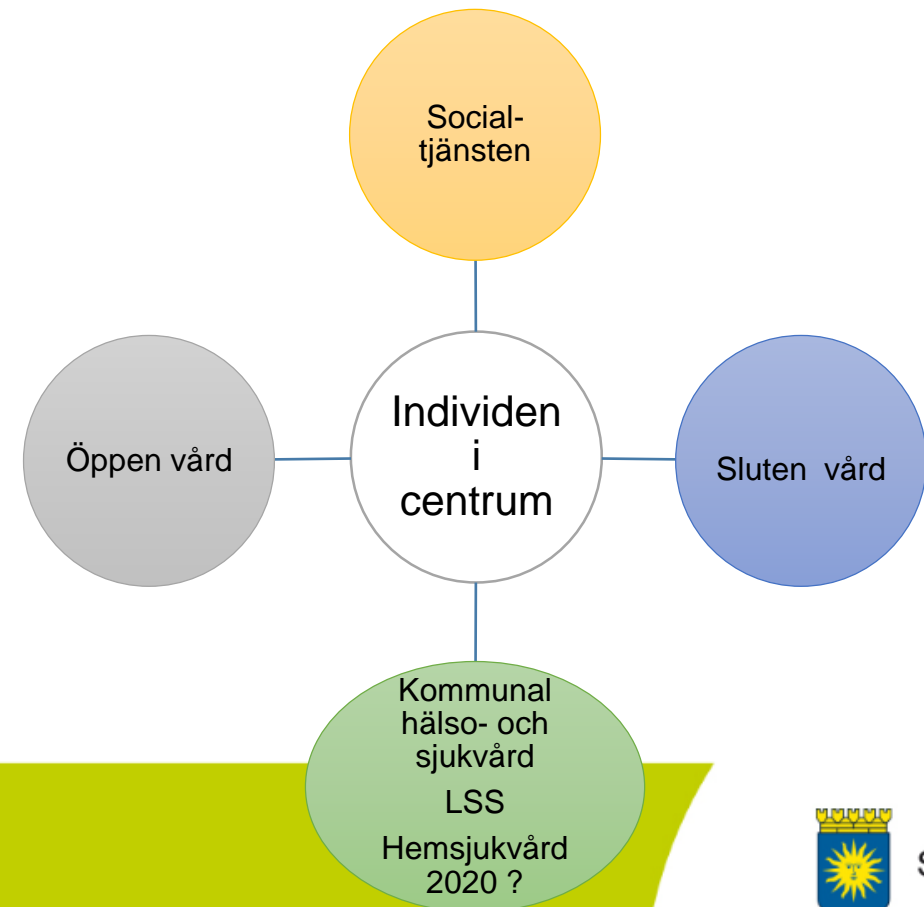 Social-
tjänsten
Öppen vård
Individen
i
centrum
Sluten vård
Kommunal
hälso- och
sjukvård
LSS
Hemsjukvård
2020 ?
S